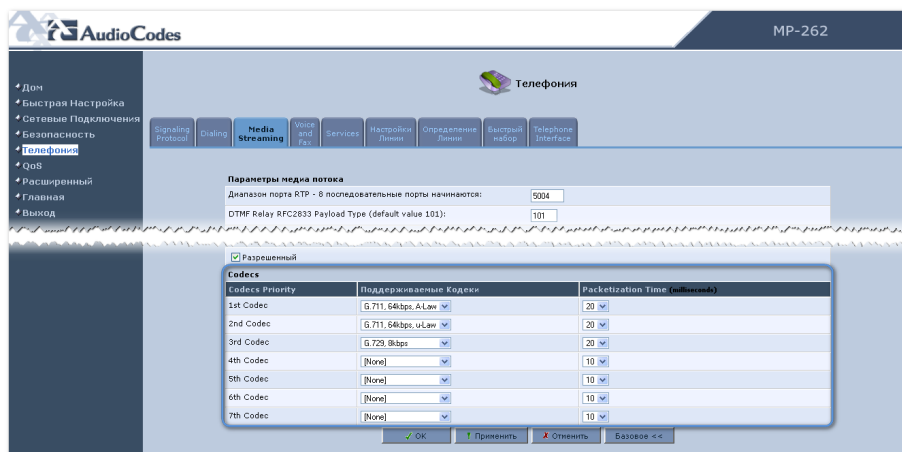 AudioCodes
MP-262
Дом
Быстрая Настройка
Сетевые Подключения
Безопасность
Телефония
QoS
Расширенный
Главная
Выход
Телефония
Signaling Protocol
Dialing
Media Streaming
Voice and Fax
Services
Настройки Линии
Определение Линии
Быстрый набор
Telephone Interface
Параметры медиа потока
Диапазон порта RTP - 8 последовательные порты начинаются: 5004
DTMF Relay RFC2833 Payload Type (default value 101): 101
Разрешенный
Codecs
Codecs Priority Поддерживаемые Кодеки Packetization Time (milliseconds)
1st Codec G.711, 64kbps, A-Law 20
2nd Codec G.711, 64kbps, u-Law 20
3rd Codec G.729, 8kbps 20
4th Codec [None] 10
5th Codec [None] 10
6th Codec [None] 10
7th Codec [None] 10
OK Применить Отменить Базовое <<